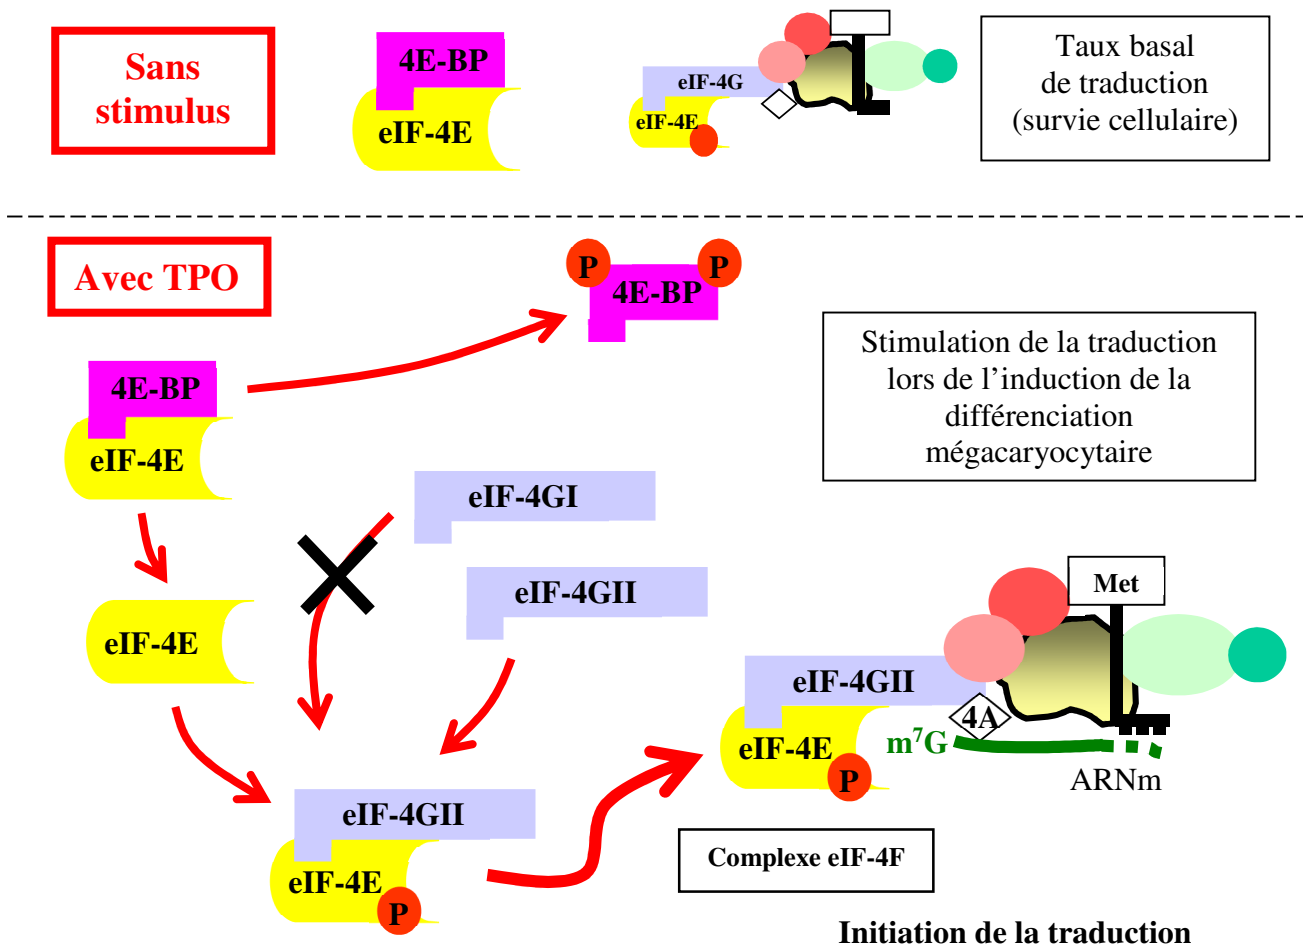 Sans
stimulus
4E-BP
eIF-4E
eIF-4G
eIF-4E
Taux basal
de traduction
(survie cellulaire)
Avec TPO
P
P
4E-BP
4E-BP
eIF-4E
Stimulation de la traduction
lors de l’induction de la
différenciation
mégacaryocytaire
eIF-4GI
eIF-4GII
eIF-4E
Met
eIF-4GII
4A
eIF-4E
m⁷G
P
ARNm
eIF-4GII
eIF-4E
P
Complexe eIF-4F
Initiation de la traduction